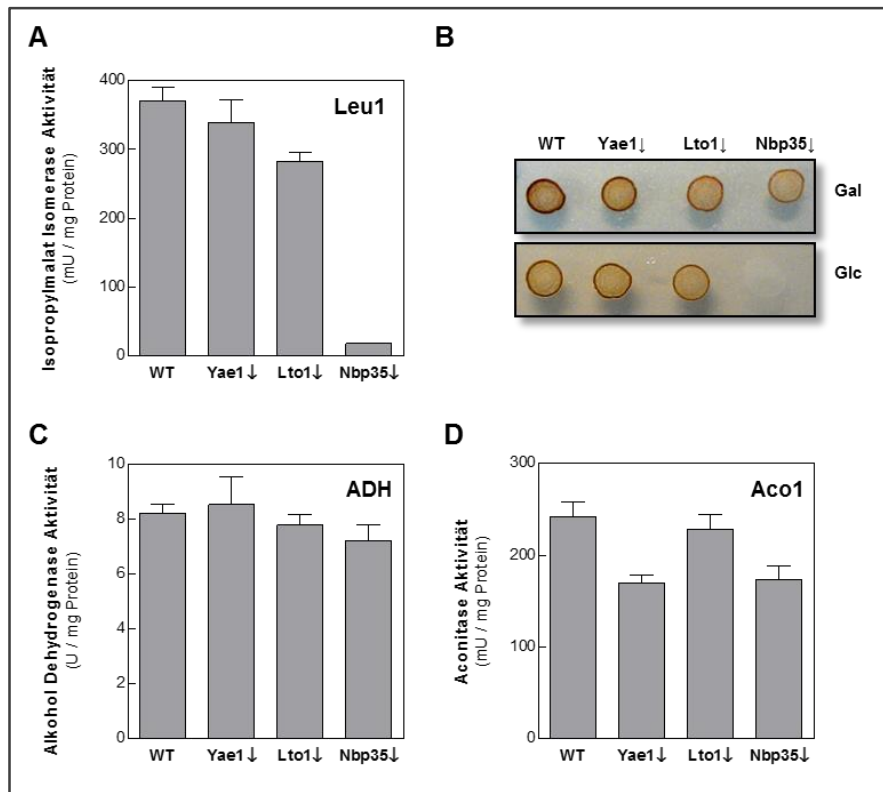 A
Isopropylmalat Isomerase Aktivität
(mU / mg Protein)
400
300
200
100
0
Leu1
WT Yae1↓ Lto1↓ Nbp35↓
B
WT Yae1↓ Lto1↓ Nbp35↓
Gal
Glc
C
Alkohol Dehydrogenase Aktivität
(U / mg Protein)
10
8
6
4
2
0
ADH
WT Yae1↓ Lto1↓ Nbp35↓
D
Aconitase Aktivität
(mU / mg Protein)
300
200
100
0
Aco1
WT Yae1↓ Lto1↓ Nbp35↓